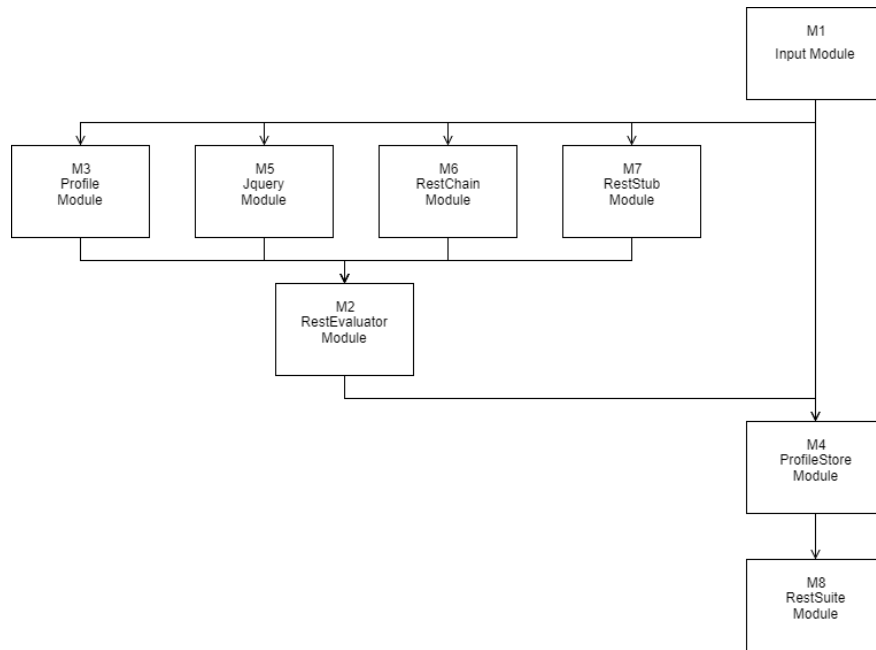 M1
Input Module
M3
Profile
Module
M5
Jquery
Module
M6
RestChain
Module
M7
RestStub
Module
M2
RestEvaluator
Module
M4
ProfileStore
Module
M8
RestSuite
Module